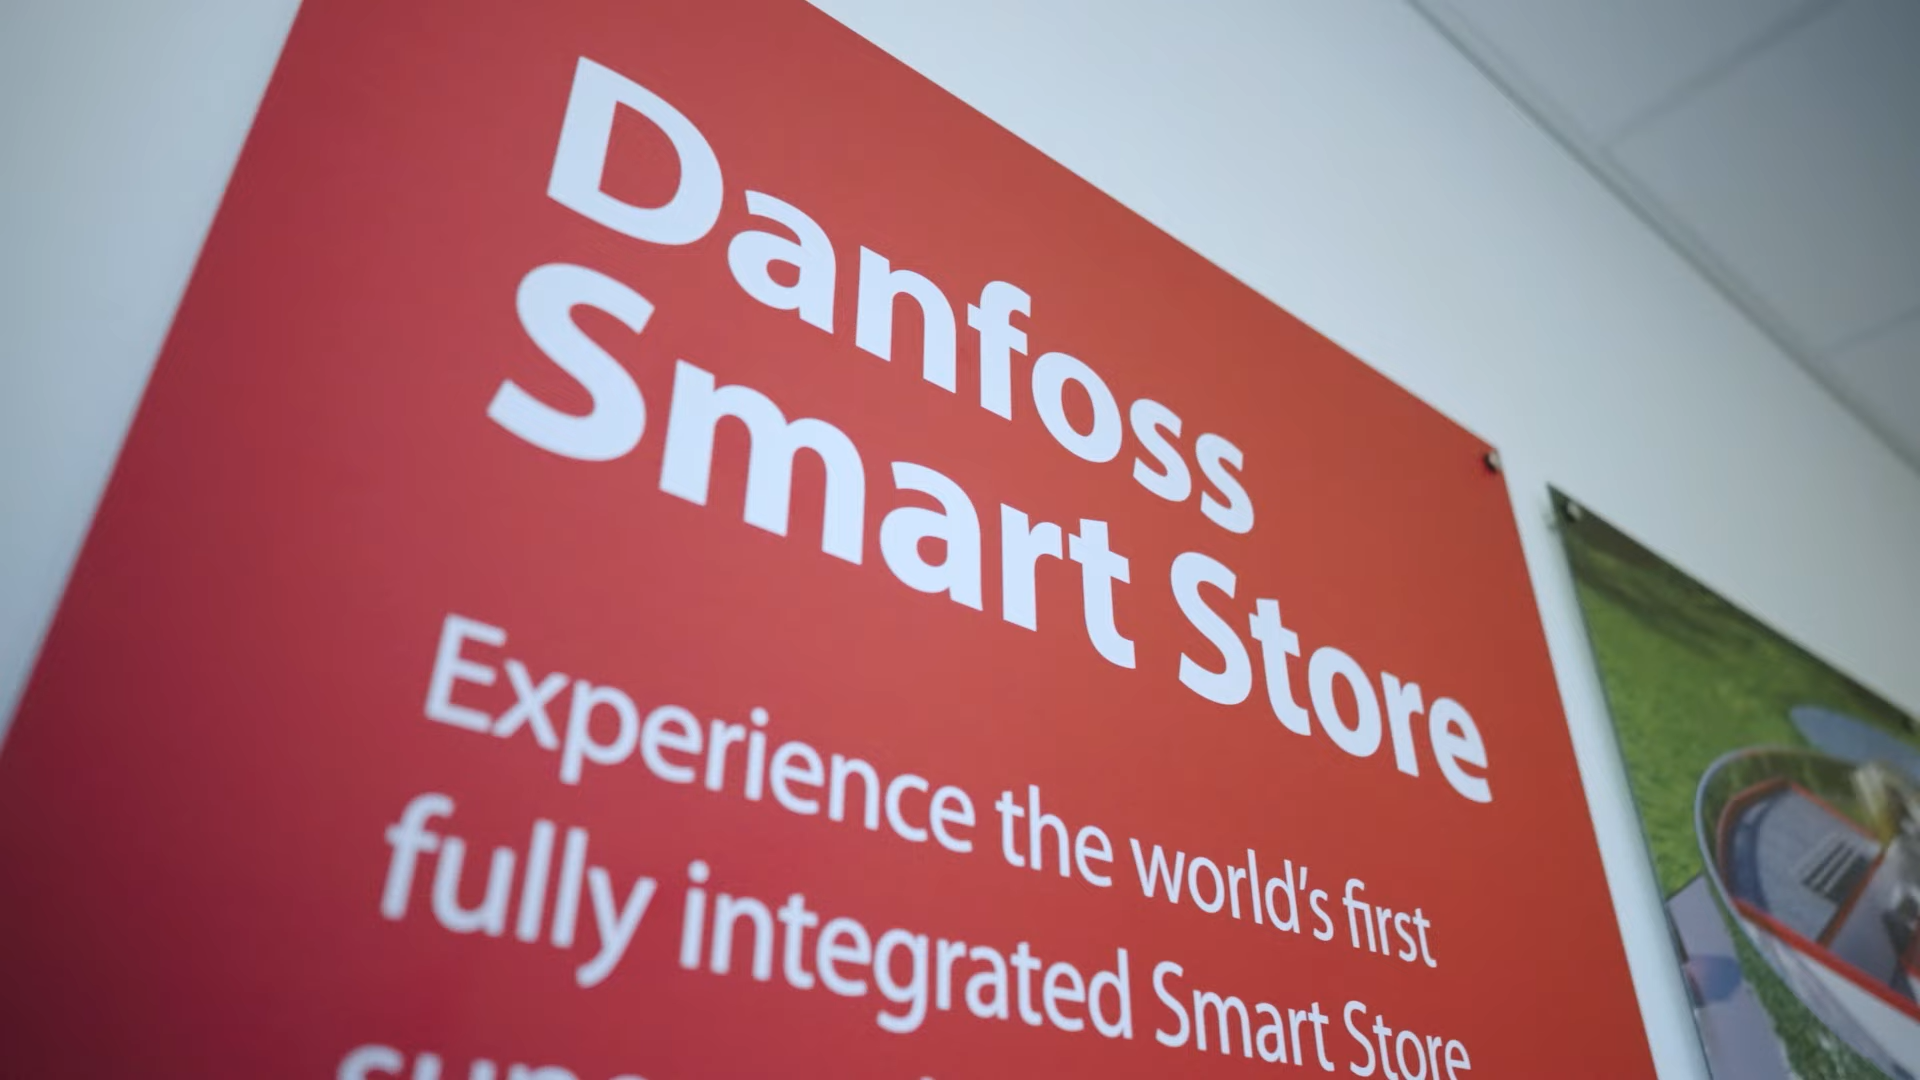 Danfoss
Smart Store
Experience the world's first
fully integrated Smart Store